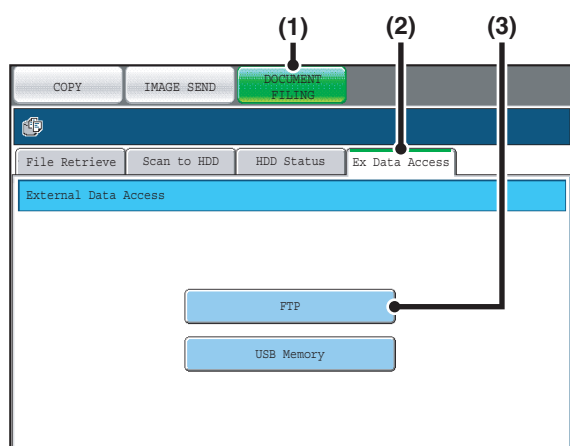 (1) (2) (3)
COPY IMAGE SEND DOCUMENT
FILING
File Retrieve Scan to HDD HDD Status Ex Data Access
External Data Access
FTP
USB Memory